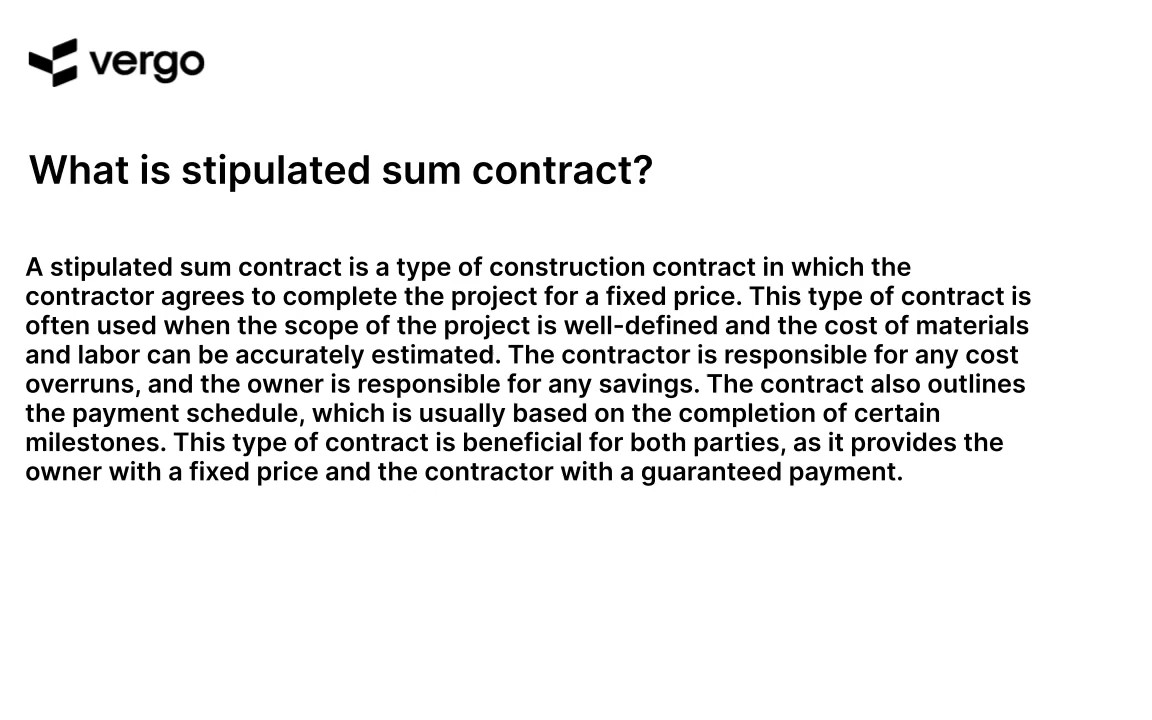 vergo
What is stipulated sum contract?
A stipulated sum contract is a type of construction contract in which the
contractor agrees to complete the project for a fixed price. This type of contract is
often used when the scope of the project is well-defined and the cost of materials
and labor can be accurately estimated. The contractor is responsible for any cost
overruns, and the owner is responsible for any savings. The contract also outlines
the payment schedule, which is usually based on the completion of certain
milestones. This type of contract is beneficial for both parties, as it provides the
owner with a fixed price and the contractor with a guaranteed payment.